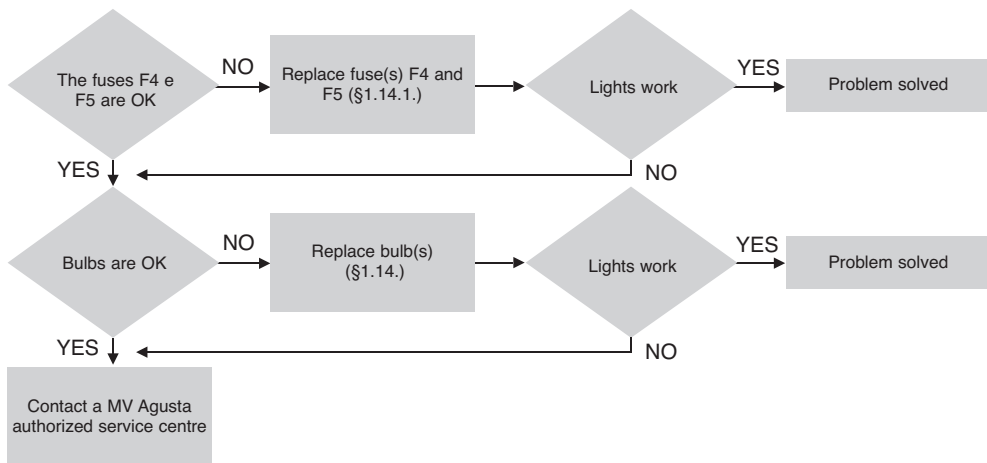 The fuses F4 e
F5 are OK
NO
Replace fuse(s) F4 and
F5 (§1.14.1.)
Lights work
YES
Problem solved
YES
NO
Bulbs are OK
NO
Replace bulb(s)
(§1.14.)
Lights work
YES
Problem solved
YES
NO
Contact a MV Agusta
authorized service centre